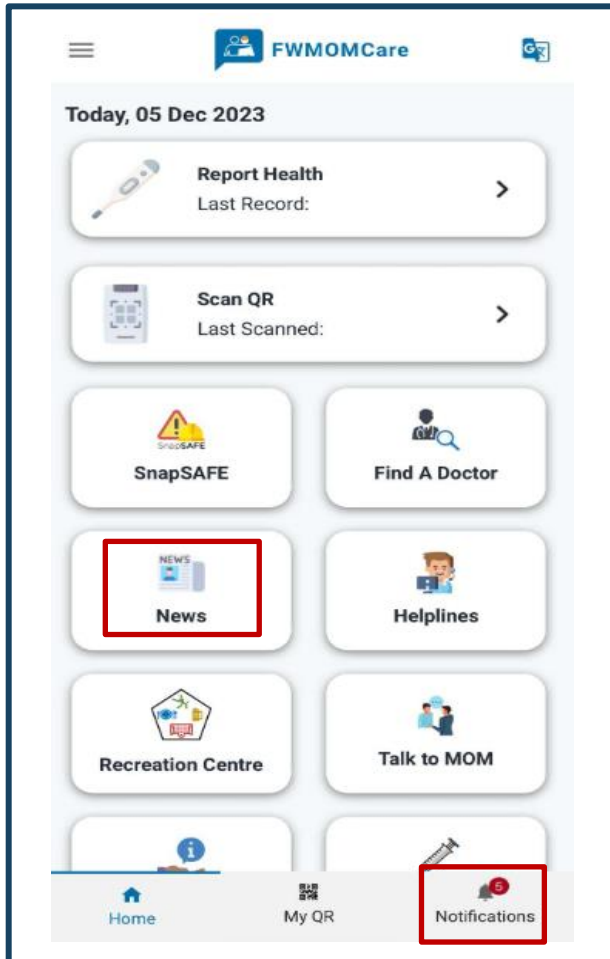 FWMOMCare
Today, 05 Dec 2023
Report Health
Last Record:
Scan QR
Last Scanned:
SnapSAFE
SnapSAFE
Find A Doctor
NEWS
News
Helplines
Recreation Centre
Talk to MOM
5
Home
My QR
Notifications